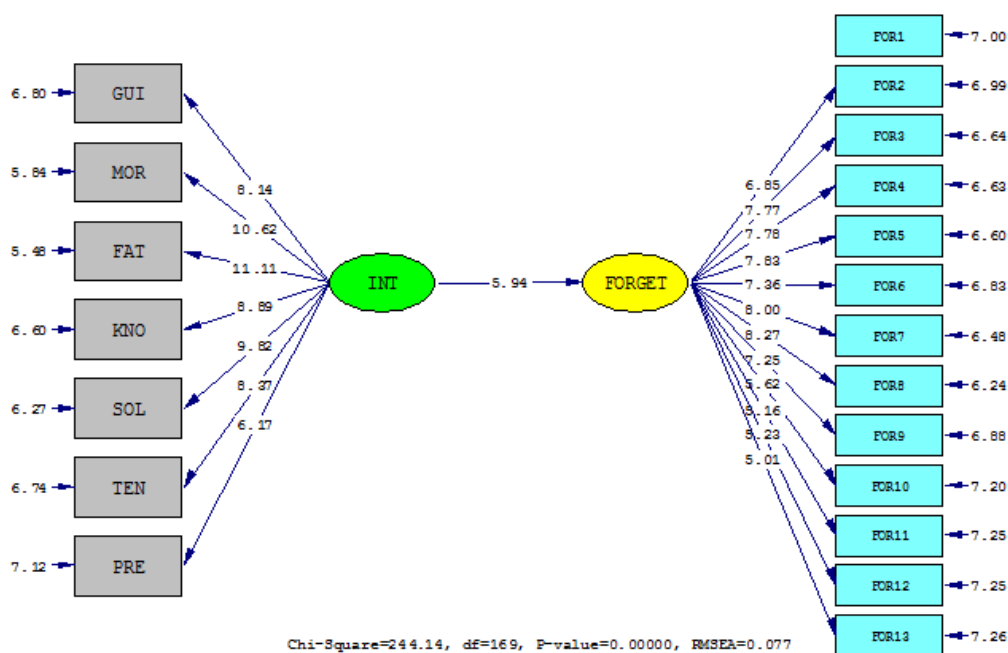 6.80
GUI
5.84
MOR
5.48
FAT
6.60
KNO
6.27
SOL
6.74
TEN
7.12
PRE
8.14
10.62
11.11
8.89
9.82
8.37
6.17
INT
5.94
FORGET
6.85
7.77
7.78
7.83
7.36
8.00
8.27
7.25
5.62
5.16
5.23
5.01
FOR1
7.00
FOR2
6.99
FOR3
6.64
FOR4
6.63
FOR5
6.60
FOR6
6.83
FOR7
6.48
FOR8
6.24
FOR9
6.88
FOR10
7.20
FOR11
7.25
FOR12
7.25
FOR13
7.26
Chi-Square=244.14, df=169, P-value=0.00000, RMSEA=0.077